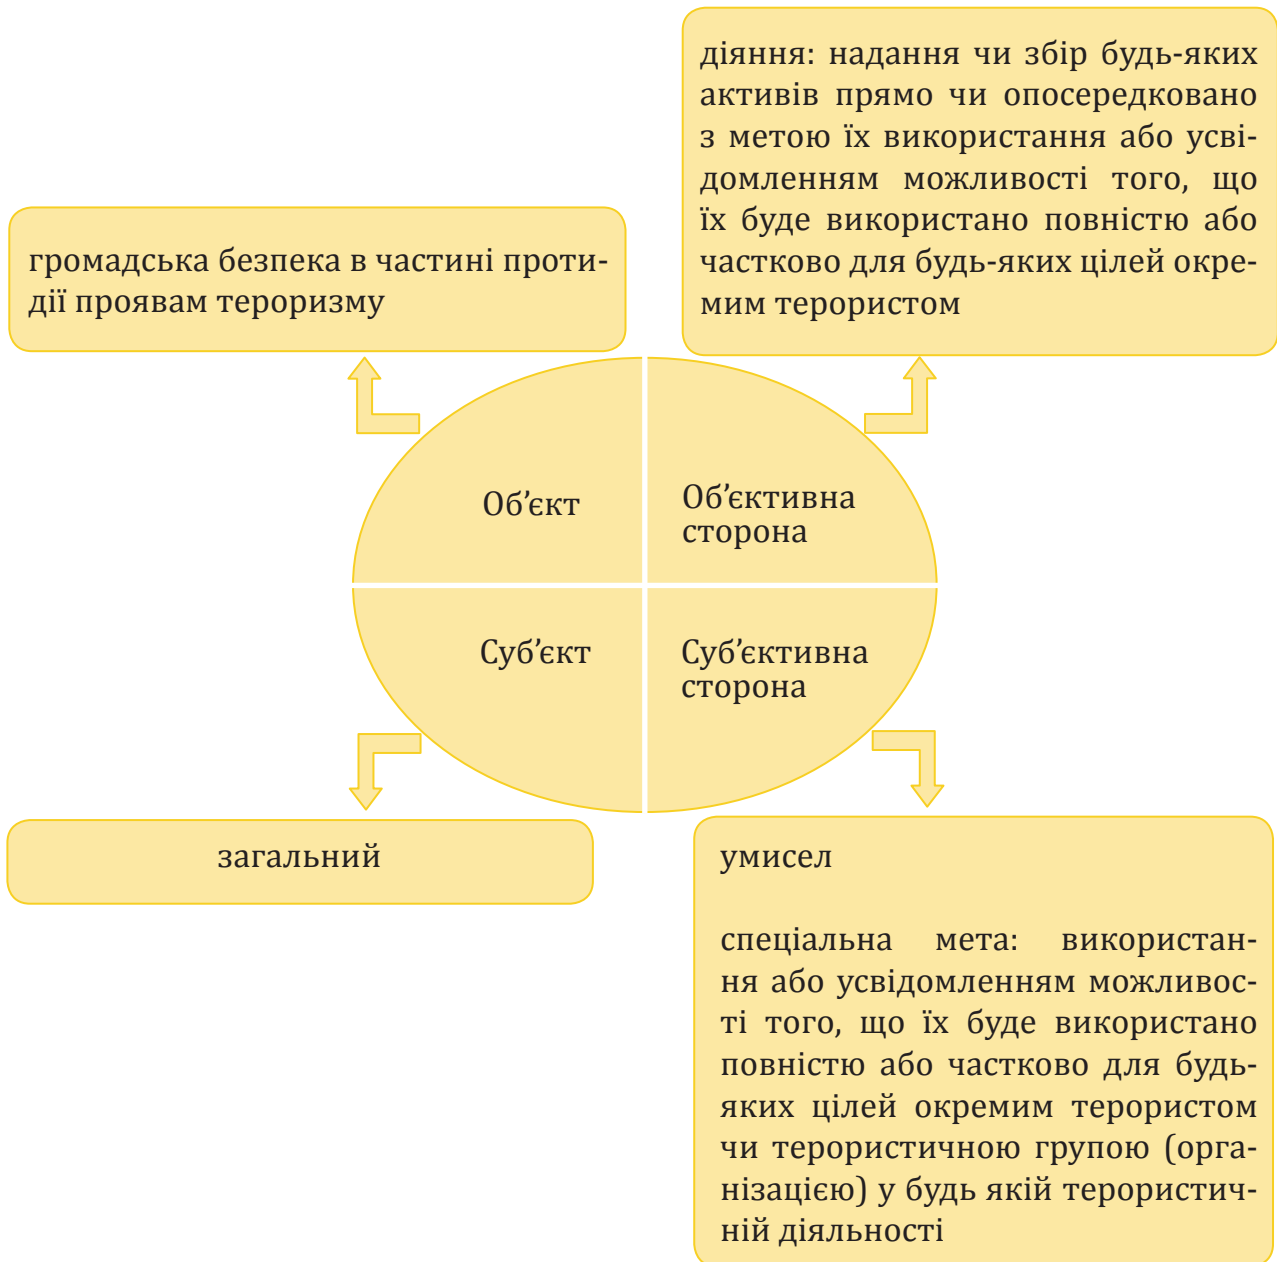 діяння: надання чи збір будь-яких
активів прямо чи опосередковано
з метою їх використання або усві-
домленням можливості того, що
їх буде використано повністю або
частково для будь-яких цілей окре-
мим терористом
громадська безпека в частині проти-
дії проявам тероризму
Об’єкт
Об’єктивна
сторона
Суб’єкт
Суб’єктивна
сторона
загальний
умисел
спеціальна мета: використан-
ня або усвідомленням можливос-
ті того, що їх буде використано
повністю або частково для будь-
яких цілей окремим терористом
чи терористичною групою (орга-
нізацією) у будь якій терористич-
ній діяльності